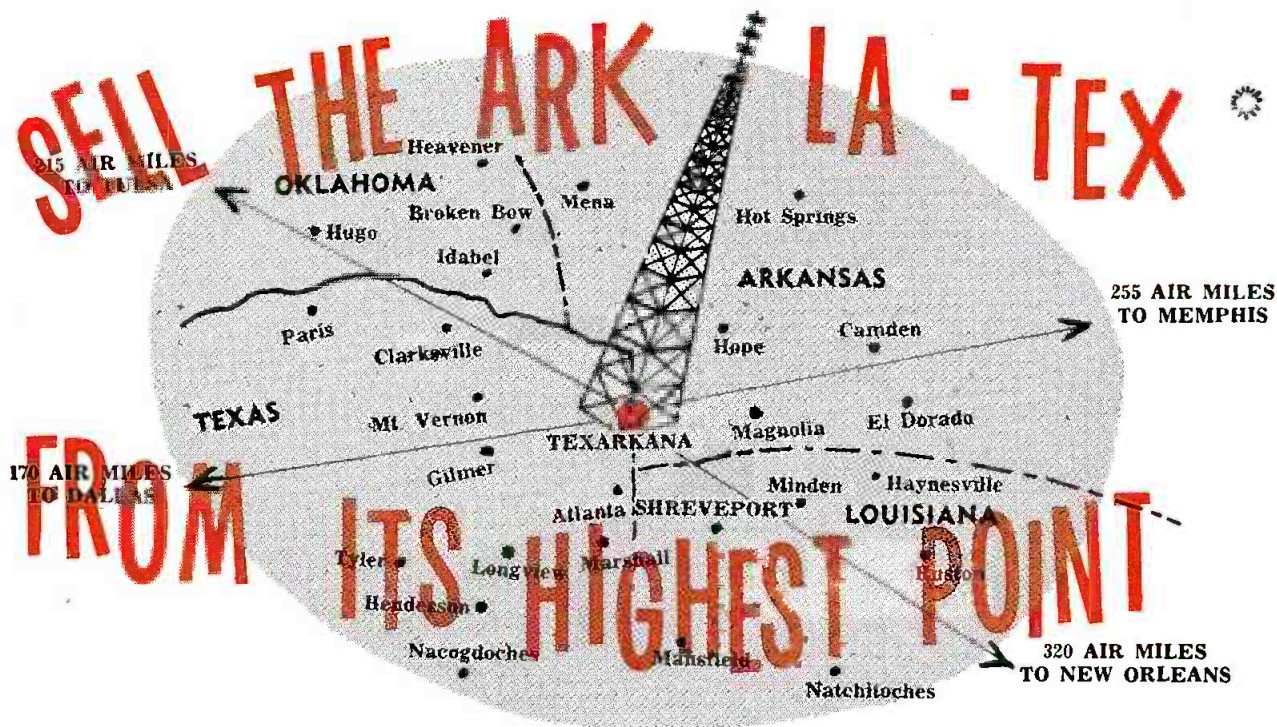 SELL THE ARK LA-TEX
215 AIR MILES
TO TULSA
Heavener
OKLAHOMA
Mena
Broken Bow
Hugo
Idabel
Hot Springs
ARKANSAS
255 AIR MILES
TO MEMPHIS
Paris
Clarksville
Hope
Camden
TEXAS
Mt Vernon
TEXARKANA
Magnolia
El Dorado
170 AIR MILES
TO DALLAS
Gilmer
Minden
Haynesville
Atlanta
SHREVEPORT
LOUISIANA
FROM ITS HIGHEST POINT
Tyler
Longview
Marshall
Ruston
Henderson
Nacogdoches
Mansfield
Natchitoches
320 AIR MILES
TO NEW ORLEANS